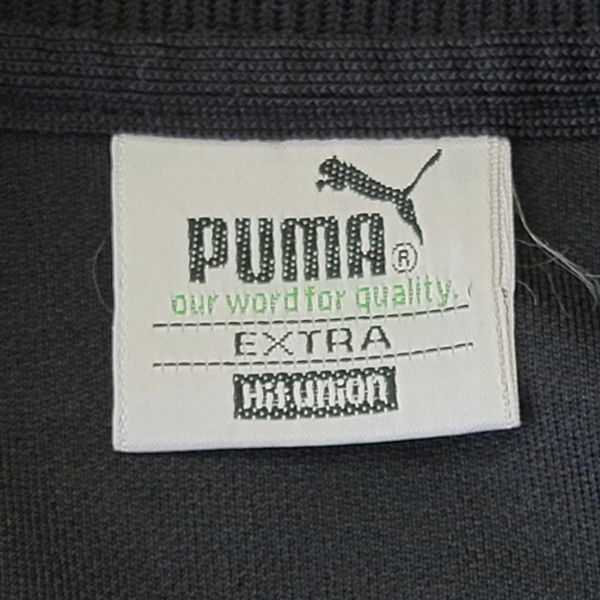 PUMA®
our word for quality.
EXTRA
Hit Union